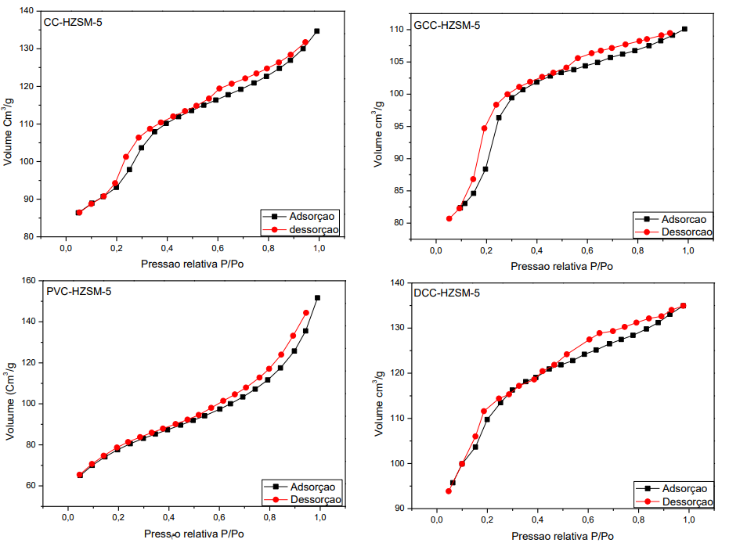 CC-HZSM-5
140
130
120
110
100
90
80
Volume Cm³/g
0,0 0,2 0,4 0,6 0,8 1,0
Pressao relativa P/Po
Adsorçao
dessorçao
GCC-HZSM-5
110
105
100
95
90
85
80
Volume cm³/g
0,0 0,2 0,4 0,6 0,8 1,0
Pressao relativa P/Po
Adsorcao
Dessorcao
PVC-HZSM-5
160
140
120
100
80
60
Voluume (Cm³/g
0,0 0,2 0,4 0,6 0,8 1,0
relativa P/Po
Adsorçao
Dessorçao
DCC-HZSM-5
140
130
120
110
100
90
Volume cm³/g
0,0 0,2 0,4 0,6 0,8 1,0
Pressao relativa P/Po
Adsorçao
Dessorçao